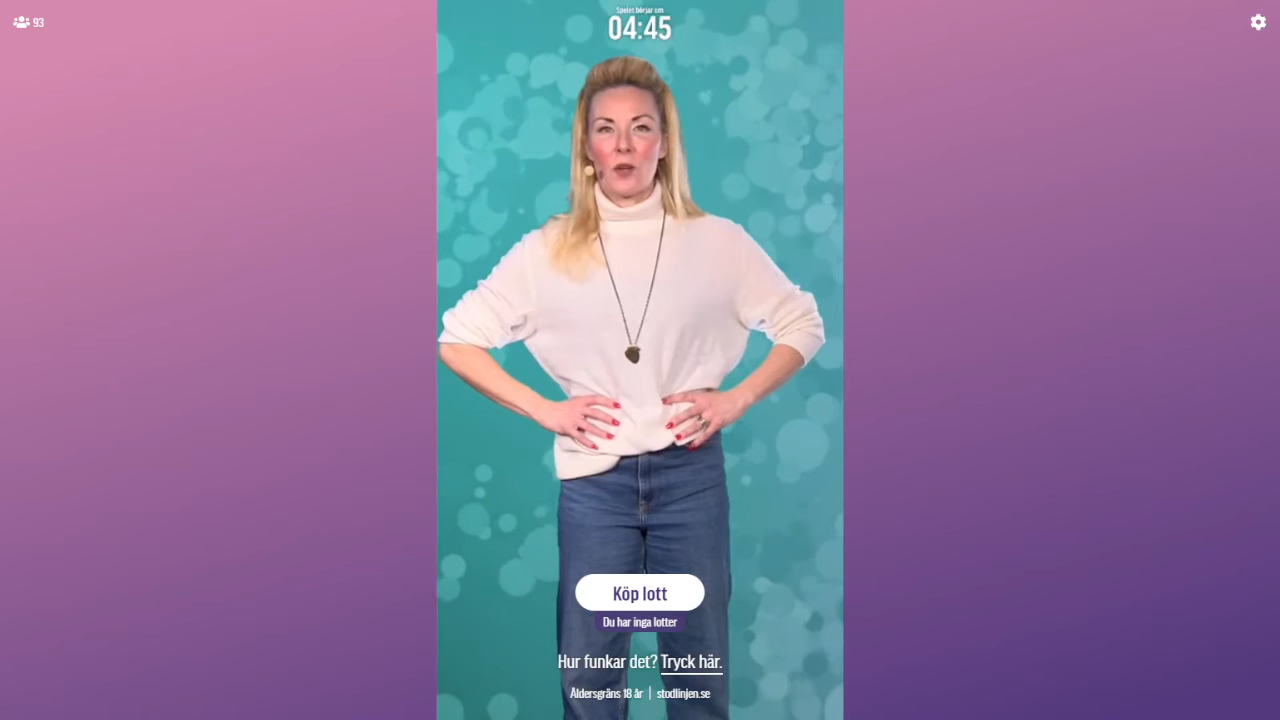 93
Spelet börjar om
04:45
Köp lott
Du har inga lotter
Hur funkar det? Tryck här.
Åldersgräns 18 år | stodlinjen.se